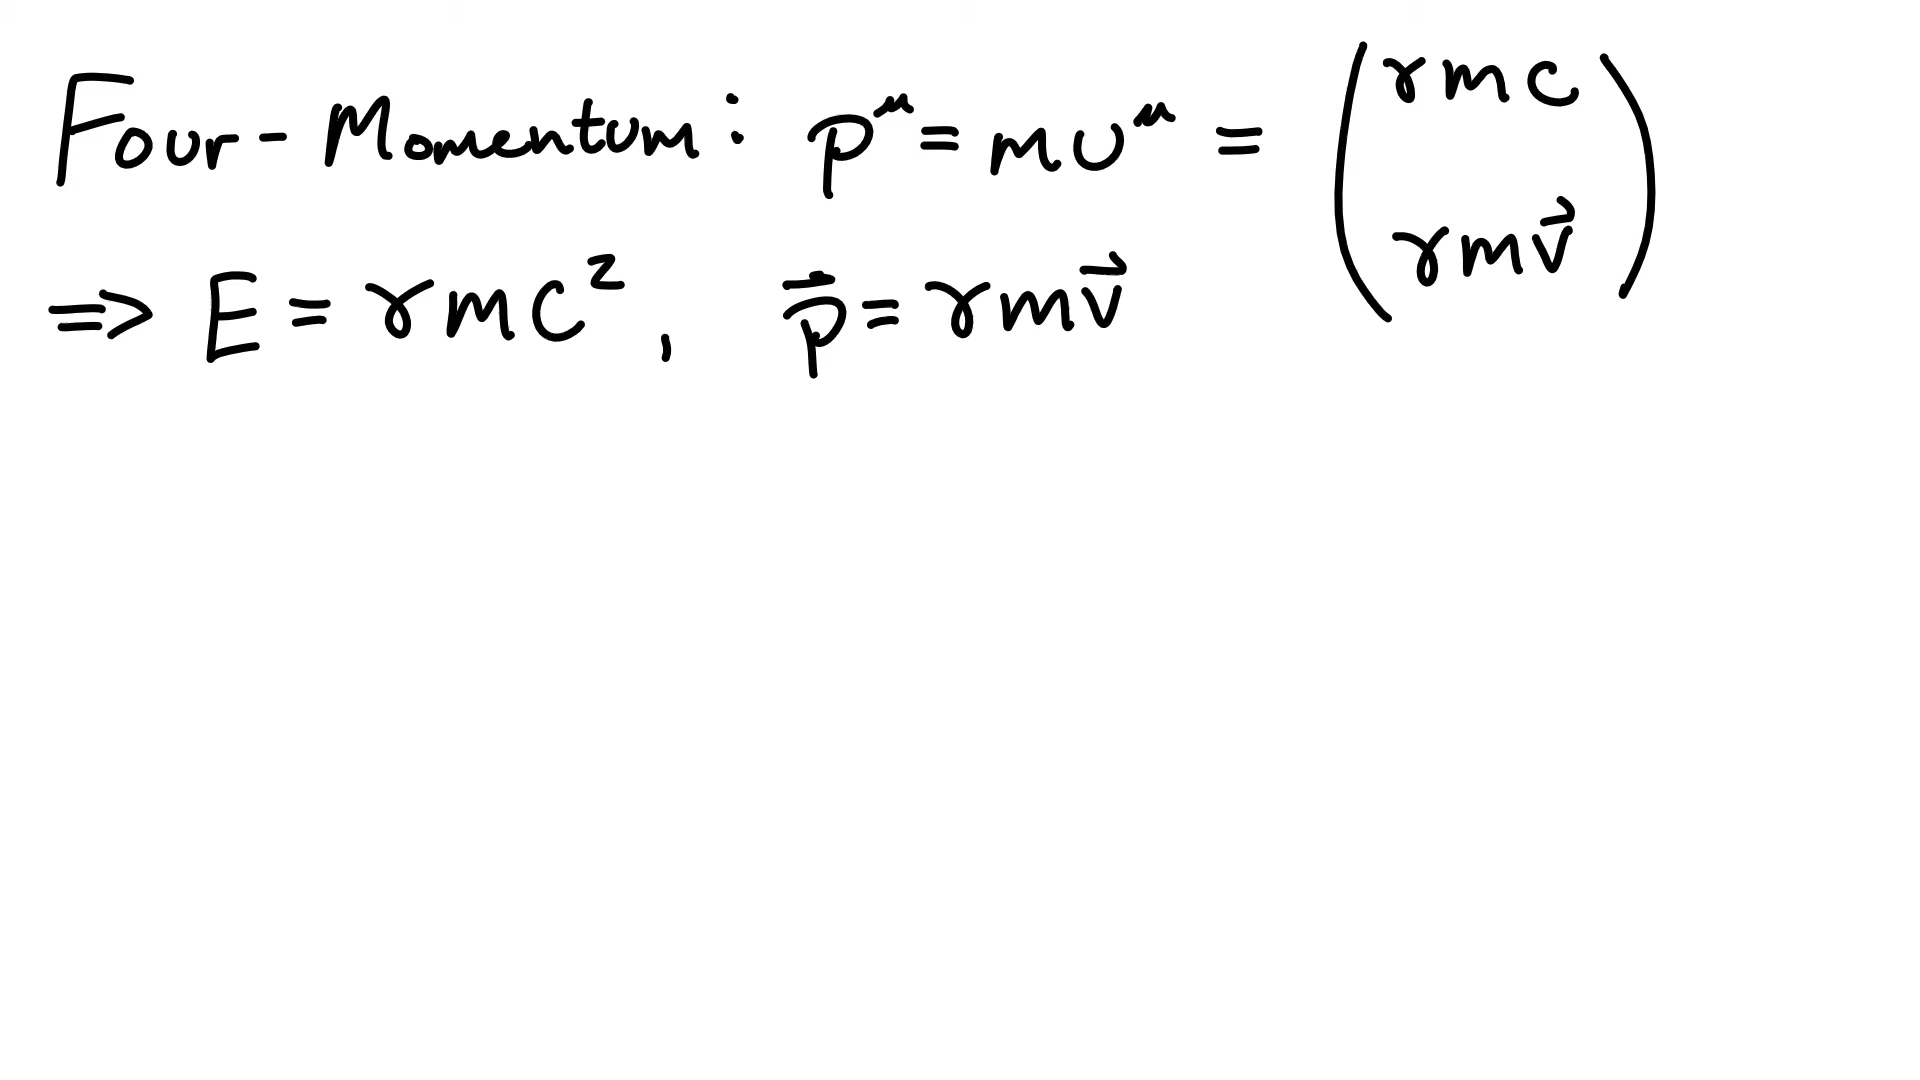 Four-Momentum: p^μ = mU^μ = (γmc γmv⃗)
⇒ E = γmc², p⃗ = γmv⃗